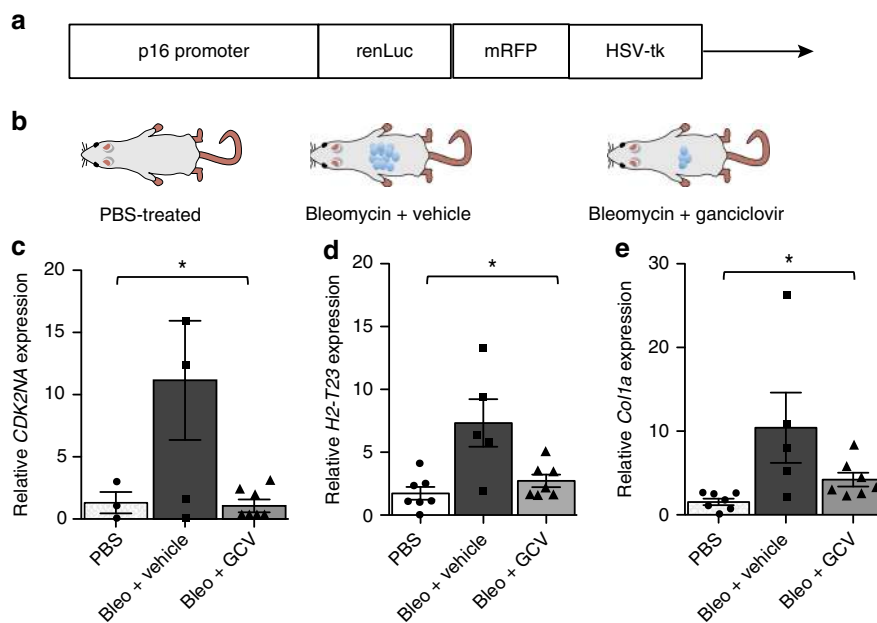 a
p16 promoter renLuc mRFP HSV-tk
b
PBS-treated Bleomycin + vehicle Bleomycin + ganciclovir
c
Relative CDK2NA expression
20
15
10
5
0
*
PBS
Bleo + vehicle
Bleo + GCV
d
Relative H2-T23 expression
20
15
10
5
0
*
PBS
Bleo + vehicle
Bleo + GCV
e
Relative Col1a expression
30
20
10
0
*
PBS
Bleo + vehicle
Bleo + GCV